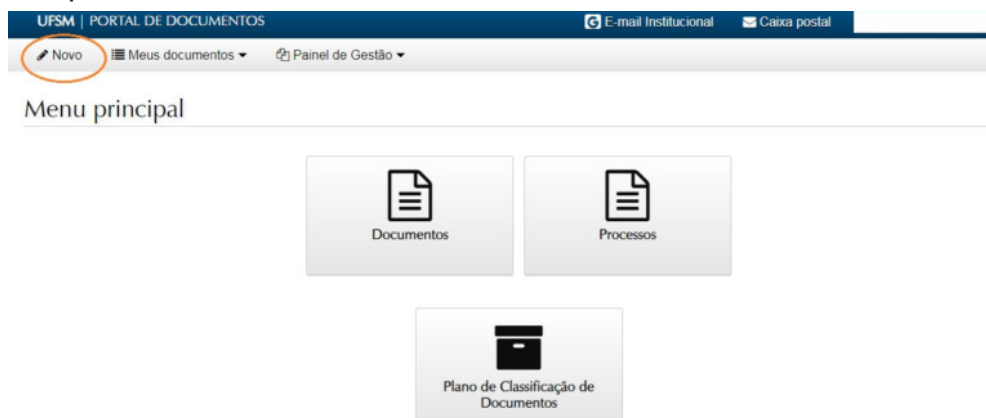 UFSM | PORTAL DE DOCUMENTOS
E-mail Institucional
Caixa postal
Novo
Meus documentos
Painel de Gestão
Menu principal
Documentos
Processos
Plano de Classificação de
Documentos